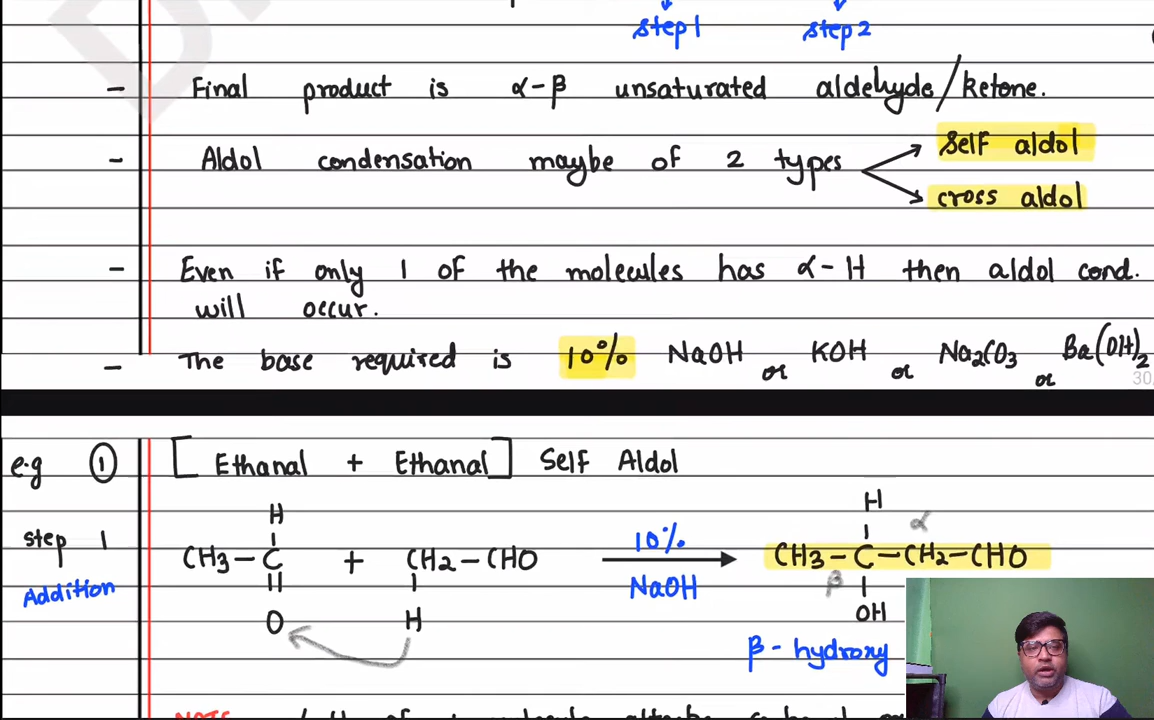 step 1 step 2
- Final product is α-β unsaturated aldehyde/ketone.
- Aldol condensation maybe of 2 types
self aldol
cross aldol
- Even if only 1 of the molecules has α-H then aldol cond.
will occur.
- The base required is 10% NaOH or KOH or Na2CO3 or Ba(OH)2
30
e.g ① [Ethanal + Ethanal] Self Aldol
step 1
Addition
H H α
CH3-C + CH2-CHO 10% CH3-C-CH2-CHO
NaOH β
O H OH
β-hydroxy